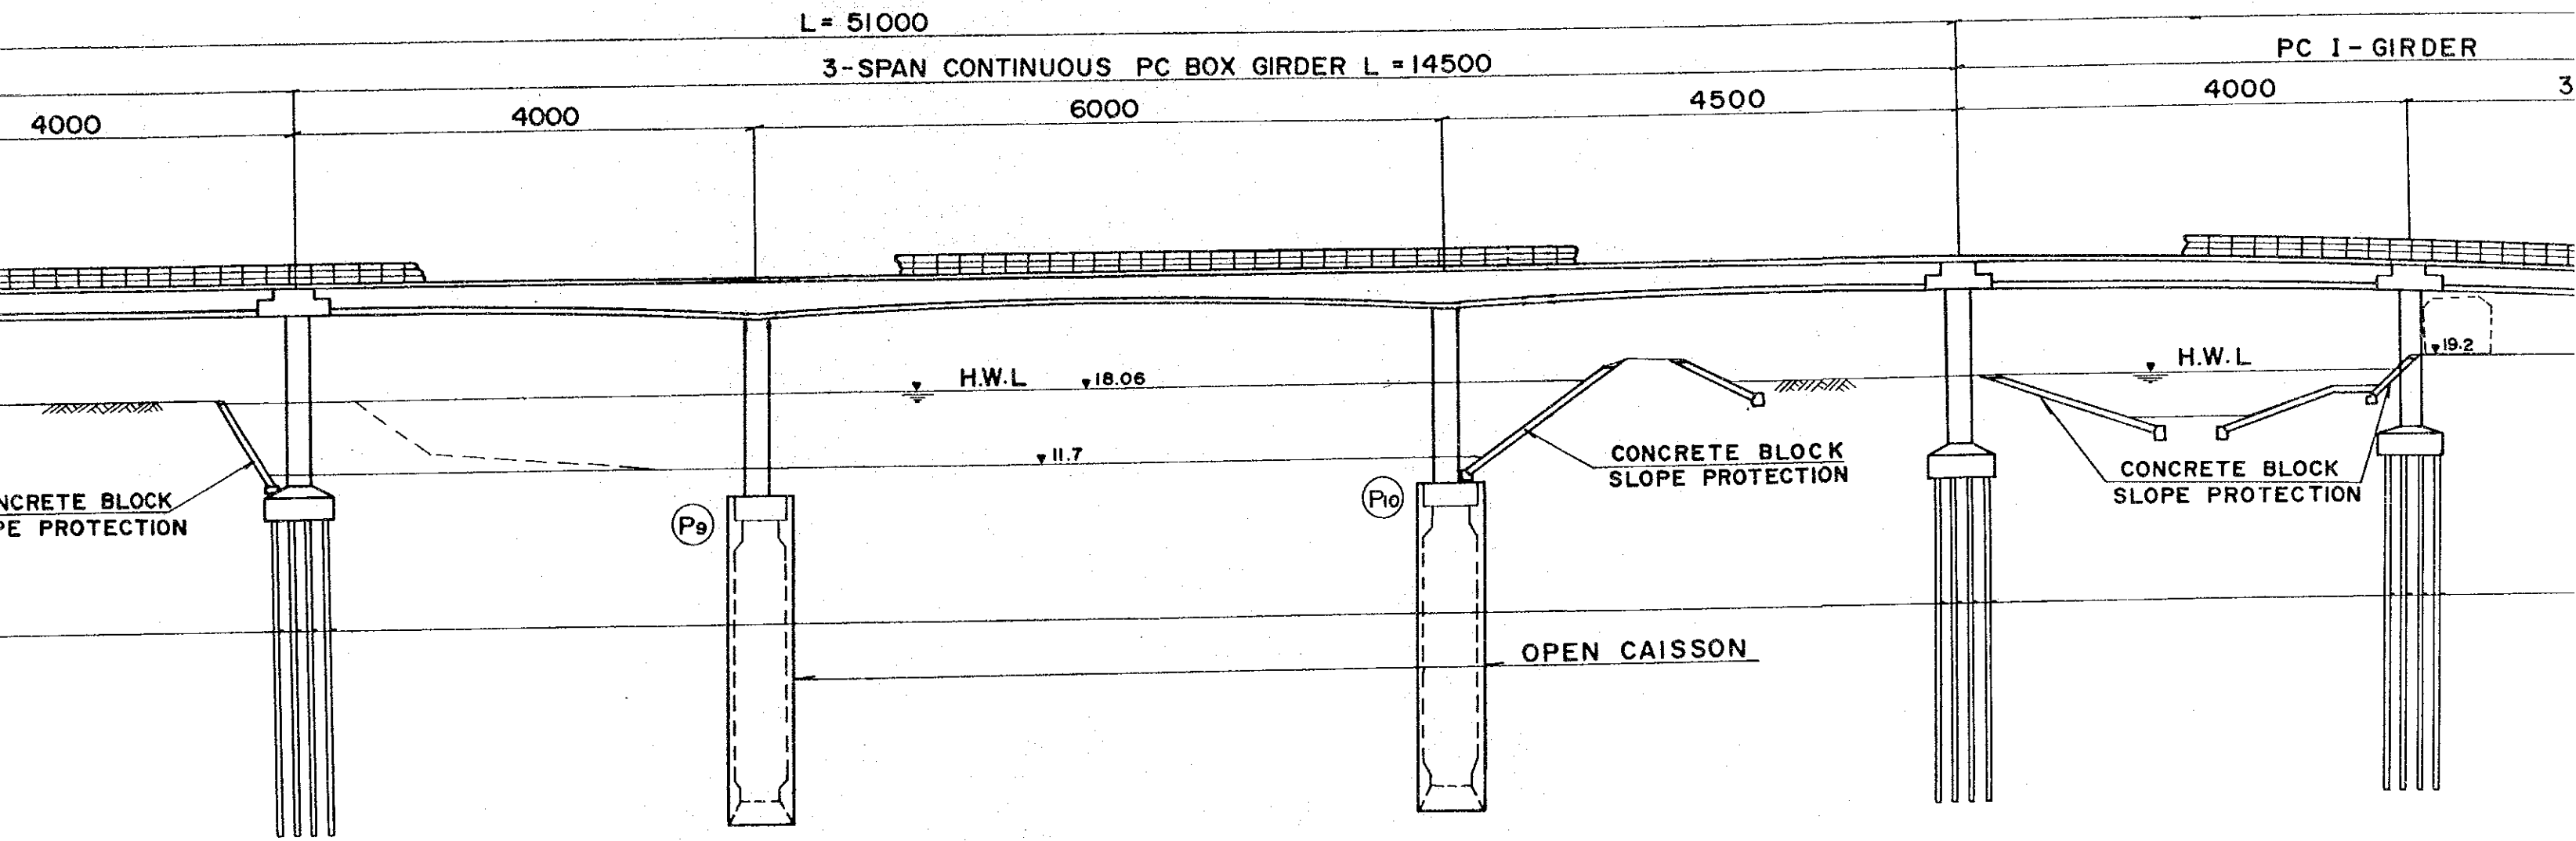 L= 51000
3-SPAN CONTINUOUS PC BOX GIRDER L =14500
PC I-GIRDER
4000
4000
6000
4500
4000
3
H.W.L 18.06
11.7
H.W.L
19.2
NCRETE BLOCK
PE PROTECTION
P9
P10
CONCRETE BLOCK
SLOPE PROTECTION
CONCRETE BLOCK
SLOPE PROTECTION
OPEN CAISSON